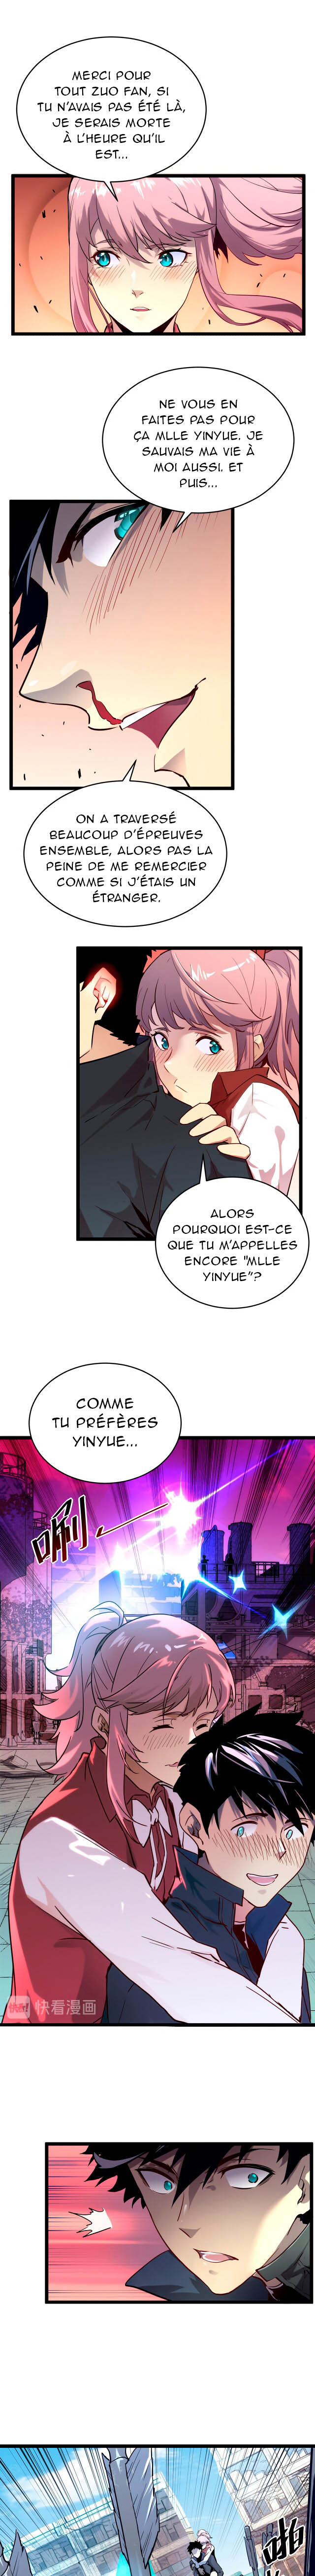 MERCI POUR
TOUT ZUO FAN, SI
TU N'AVAIS PAS ÉTÉ LÀ,
JE SERAIS MORTE
À L'HEURE QU'IL
EST...
NE VOUS EN
FAITES PAS POUR
ÇA MLLE YINYUE. JE
SAUVAIS MA VIE À
MOI AUSSI. ET
PUIS...
ON A TRAVERSÉ
BEAUCOUP D'ÉPREUVES
ENSEMBLE, ALORS PAS LA
PEINE DE ME REMERCIER
COMME SI J'ÉTAIS UN
ÉTRANGER.
ALORS
POURQUOI EST-CE
QUE TU M'APPELLES
ENCORE "MLLE
YINYUE"?
COMME
TU PRÉFÈRES
YINYUE...
唰
快看漫画
啪